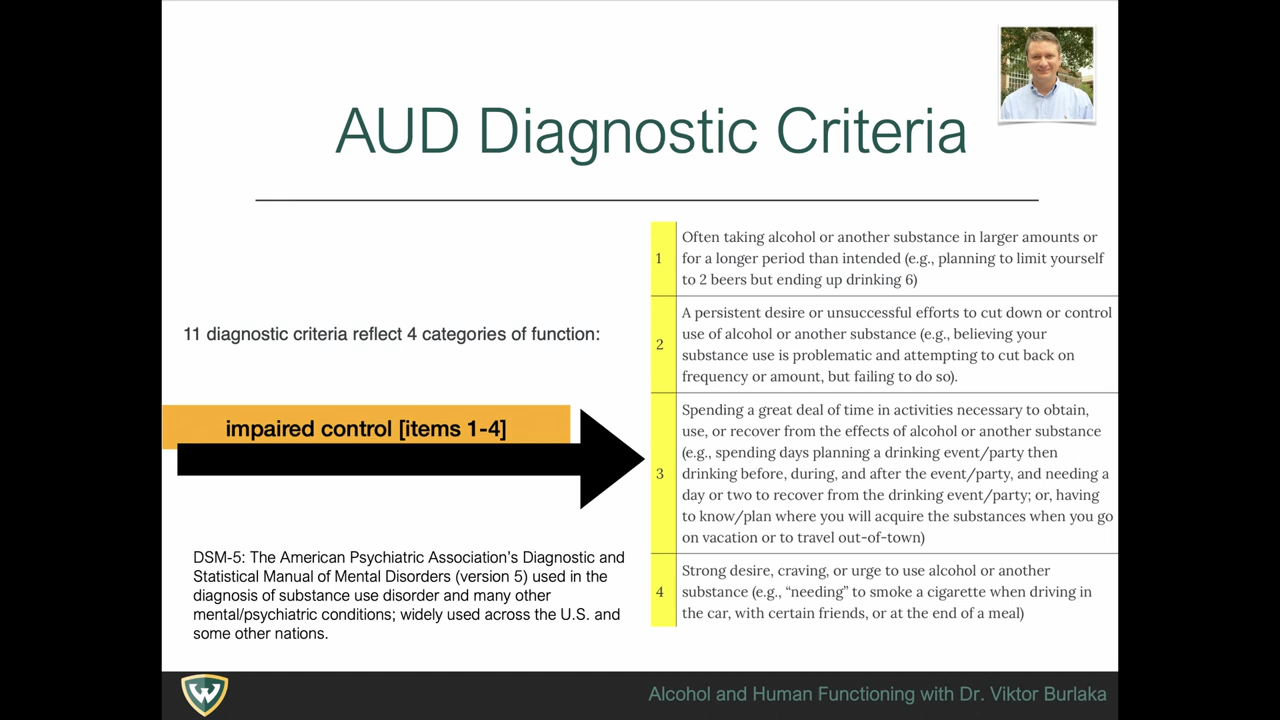 AUD Diagnostic Criteria
11 diagnostic criteria reflect 4 categories of function:
impaired control [items 1-4]
DSM-5: The American Psychiatric Association's Diagnostic and
Statistical Manual of Mental Disorders (version 5) used in the
diagnosis of substance use disorder and many other
mental/psychiatric conditions; widely used across the U.S. and
some other nations.
Often taking alcohol or another substance in larger amounts or
1 for a longer period than intended (e.g., planning to limit yourself
to 2 beers but ending up drinking 6)
A persistent desire or unsuccessful efforts to cut down or control
2 use of alcohol or another substance (e.g., believing your
substance use is problematic and attempting to cut back on
frequency or amount, but failing to do so).
Spending a great deal of time in activities necessary to obtain,
use, or recover from the effects of alcohol or another substance
(e.g., spending days planning a drinking event/party then
3 drinking before, during, and after the event/party, and needing a
day or two to recover from the drinking event/party; or, having
to know/plan where you will acquire the substances when you go
on vacation or to travel out-of-town)
Strong desire, craving, or urge to use alcohol or another
4 substance (e.g., “needing” to smoke a cigarette when driving in
the car, with certain friends, or at the end of a meal)
W
Alcohol and Human Functioning with Dr. Viktor Burlaka